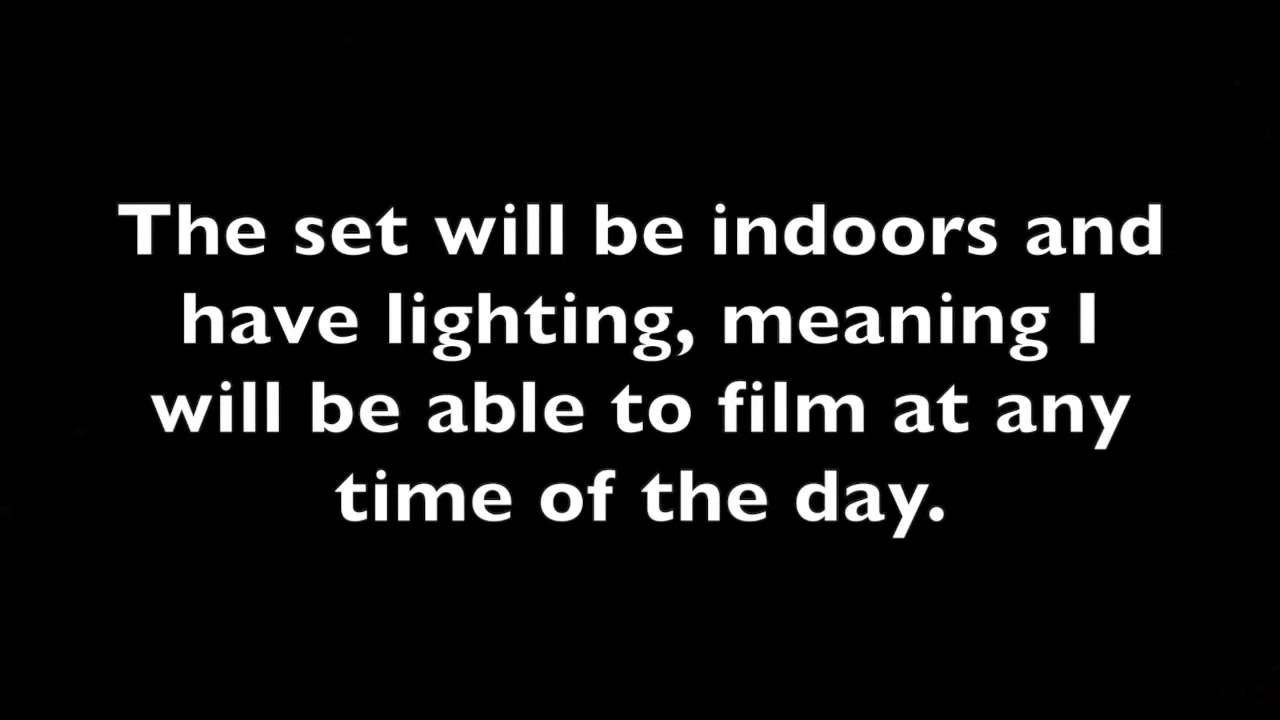 The set will be indoors and
have lighting, meaning I
will be able to film at any
time of the day.